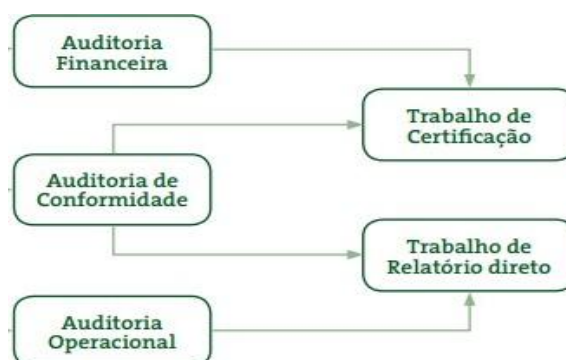 Auditoria
Financeira
Trabalho de
Certificação
Auditoria de
Conformidade
Trabalho de
Relatório direto
Auditoria
Operacional